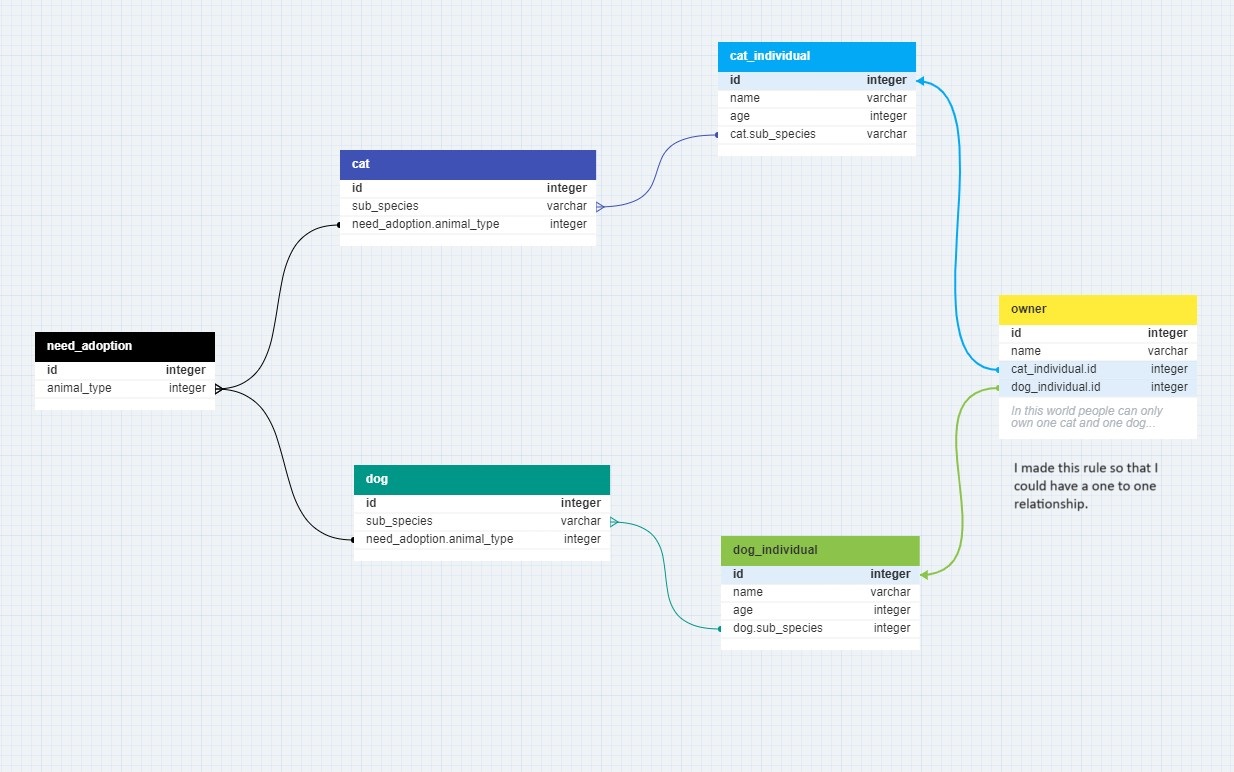 cat_individual
id integer
name varchar
age integer
cat.sub_species varchar
cat
id integer
sub_species varchar
need_adoption.animal_type integer
need_adoption
id integer
animal_type integer
owner
id integer
name varchar
cat_individual.id integer
dog_individual.id integer
In this world people can only
own one cat and one dog...
I made this rule so that I
could have a one to one
relationship.
dog
id integer
sub_species varchar
need_adoption.animal_type integer
dog_individual
id integer
name varchar
age integer
dog.sub_species integer